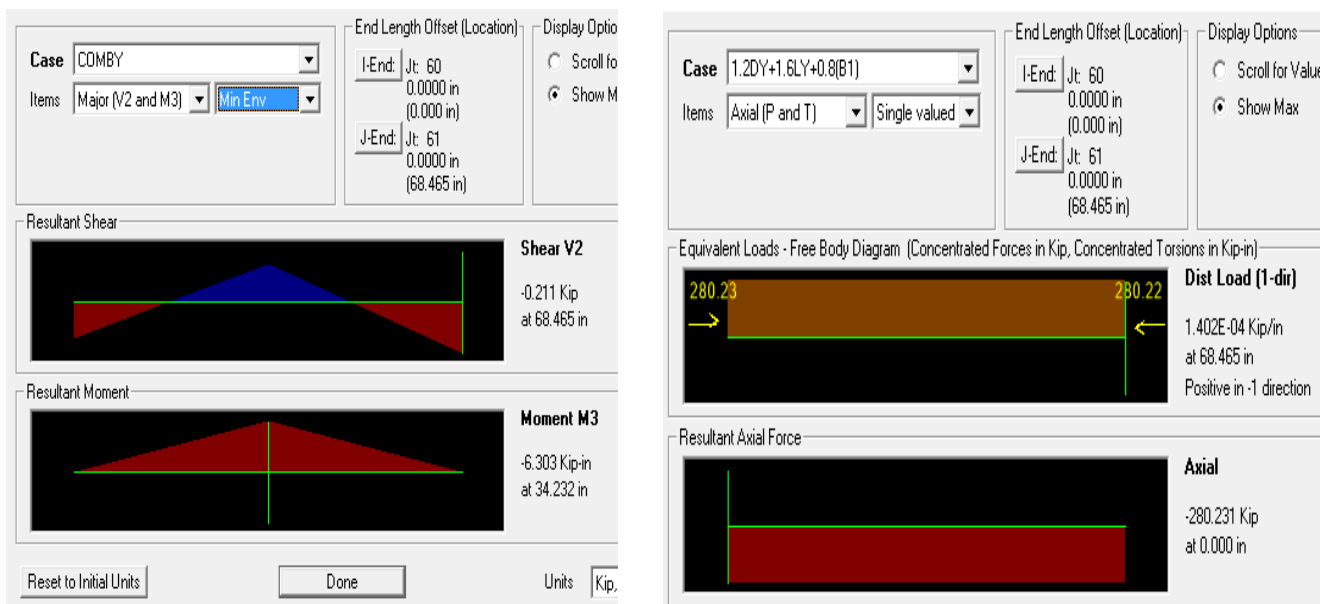 End Length Offset (Location)
Display Optio
Case COMBY
I-End: Jt: 60
Scroll fo
0.0000 in
(0.000 in)
Items Major (V2 and M3) Min Env
Show M
J-End: Jt: 61
0.0000 in
(68.465 in)
Resultant Shear
Shear V2
-0.211 Kip
at 68.465 in
Resultant Moment
Moment M3
-6.303 Kip-in
at 34.232 in
Reset to Initial Units
Done
Units Kip,
End Length Offset (Location)
Display Options
Case 1.2DY+1.6LY+0.8(B1)
I-End: Jt: 60
Scroll for Value
0.0000 in
(0.000 in)
Items Axial (P and T) Single valued
Show Max
J-End: Jt: 61
0.0000 in
(68.465 in)
Equivalent Loads - Free Body Diagram (Concentrated Forces in Kip, Concentrated Torsions in Kip-in)
280.23
280.22
Dist Load (1-dir)
1.402E-04 Kip/in
at 68.465 in
Positive in -1 direction
Resultant Axial Force
Axial
-280.231 Kip
at 0.000 in